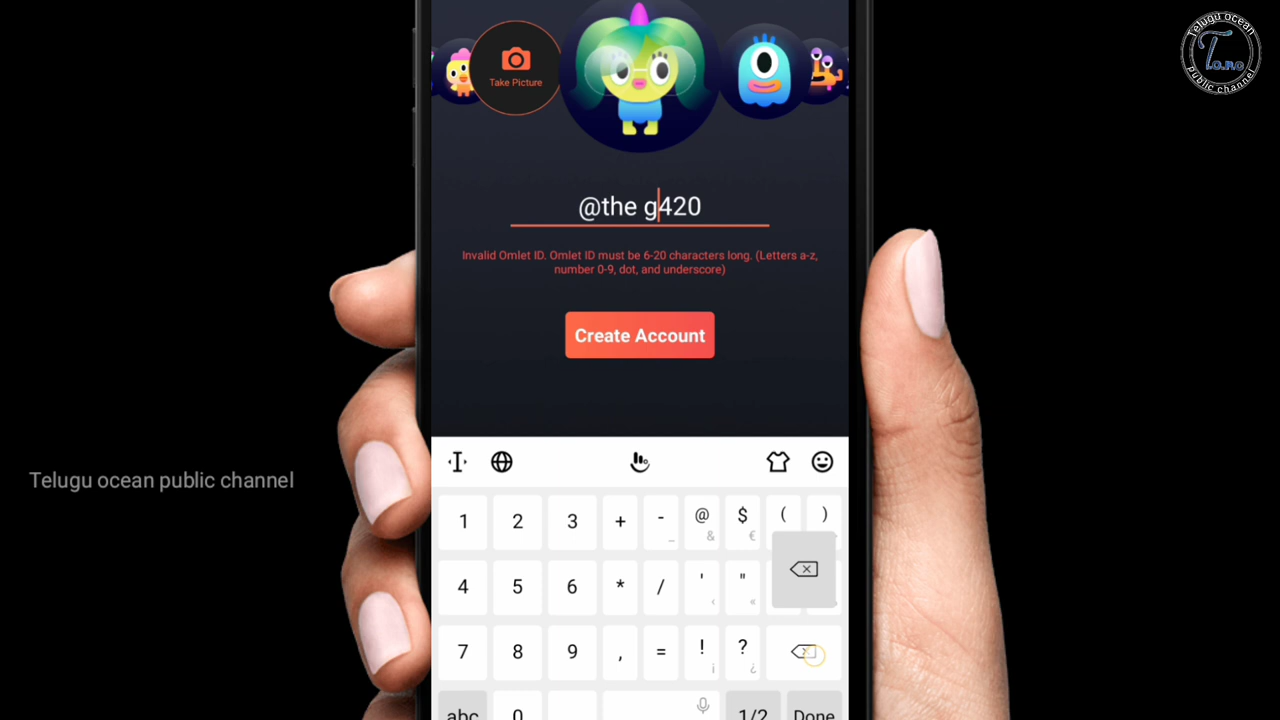 Telugu ocean
To.no
public channel
Take Picture
@the g420
Invalid Omlet ID. Omlet ID must be 6-20 characters long. (Letters a-z,
number 0-9, dot, and underscore)
Create Account
Telugu ocean public channel
1 2 3 + - _ @ & $ € ( )
4 5 6 * / ' ‹ " «
7 8 9 , = ! ¡ ? ¿
abc 0 1/2 Done